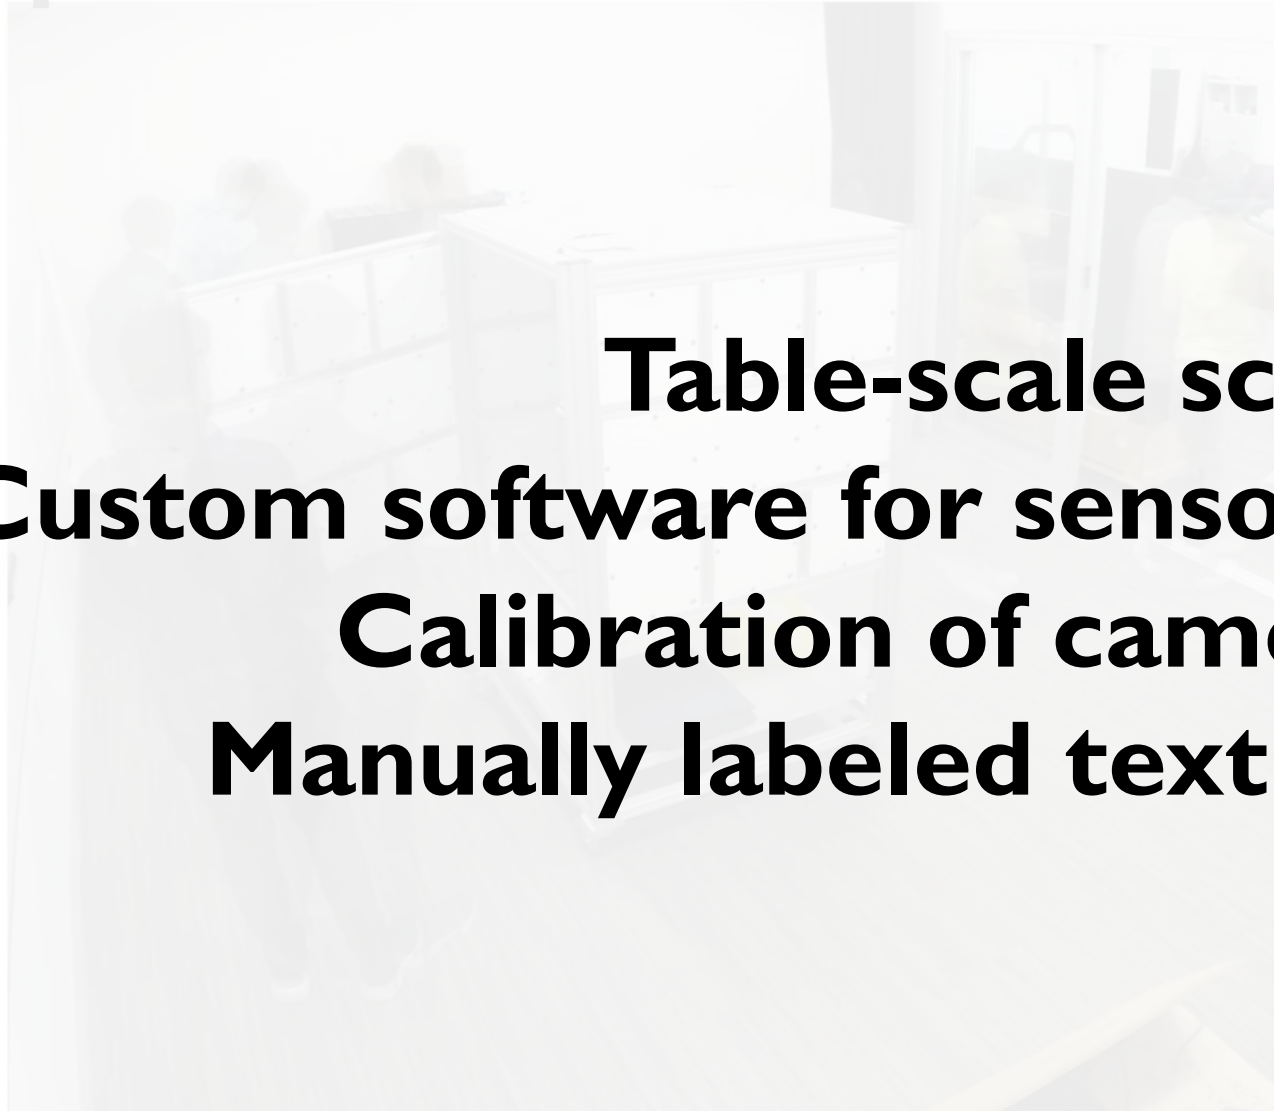 Table-scale
Custom software for
Calibration of
Manually labeled text